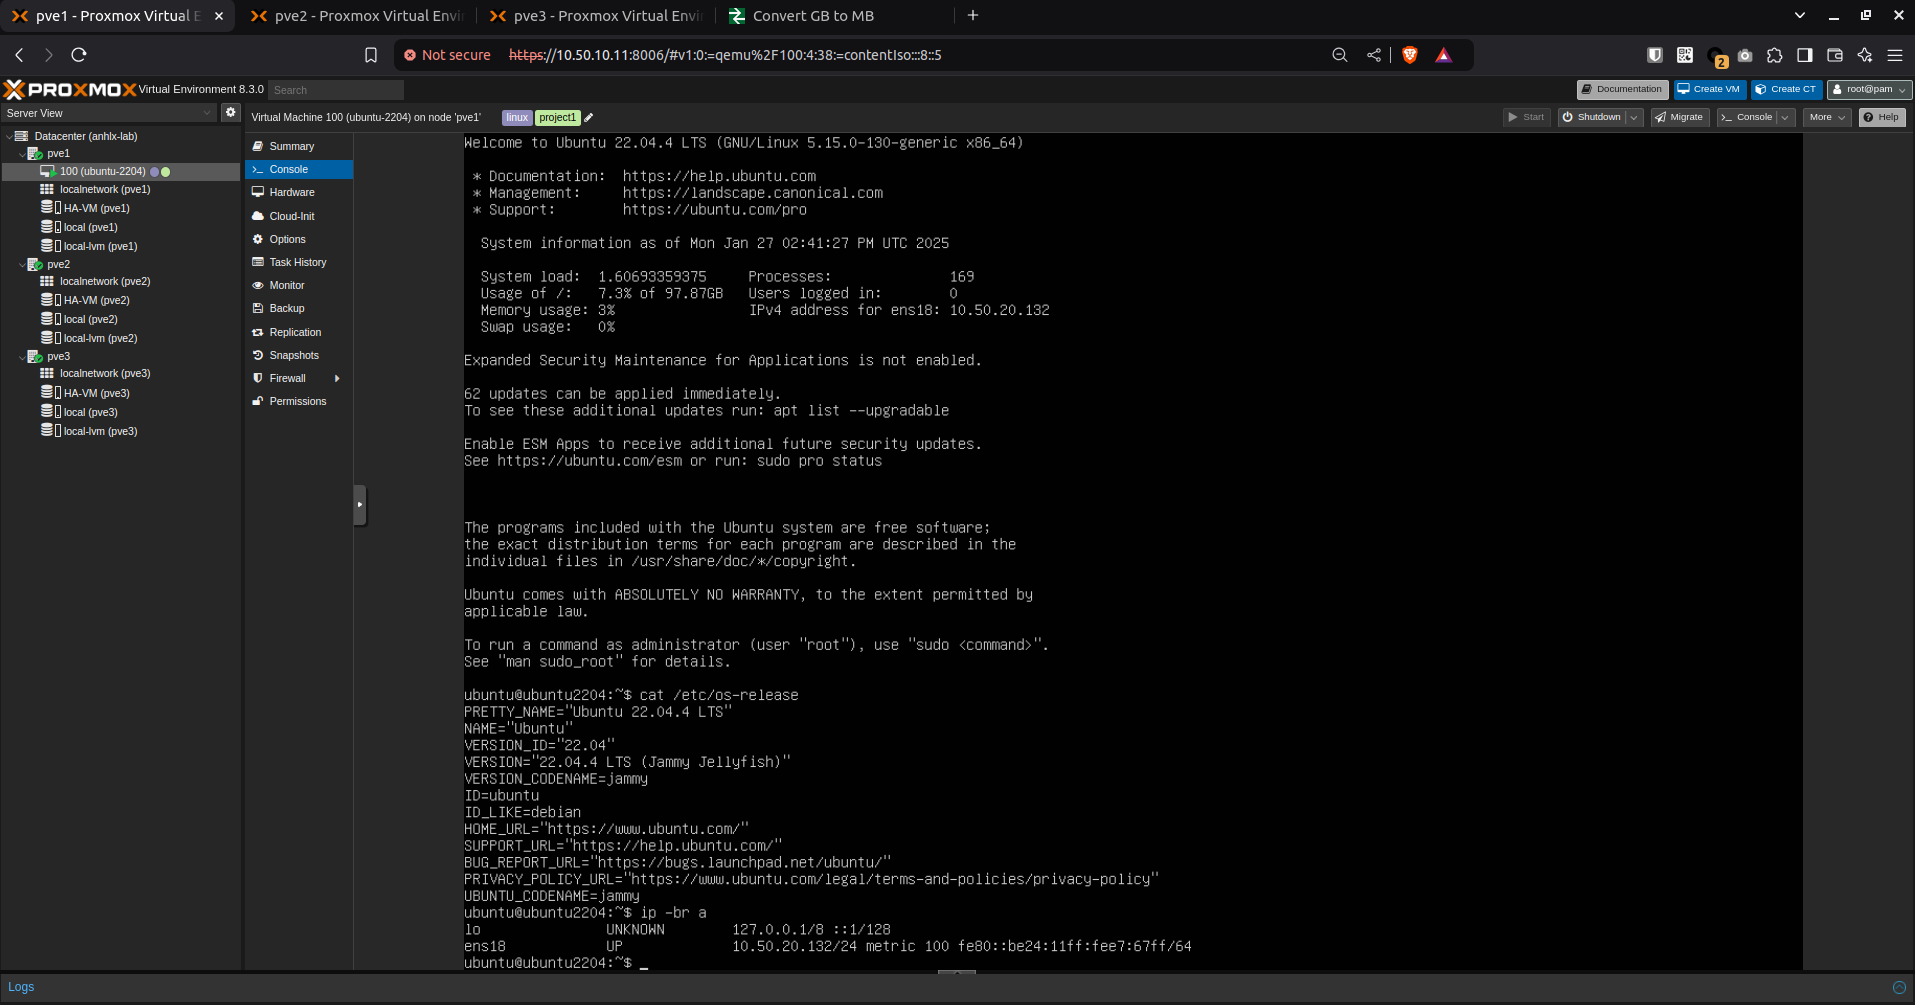 pve1 - Proxmox Virtual E
pve2 - Proxmox Virtual Envi
pve3 - Proxmox Virtual Envi
Convert GB to MB
Not secure
https://10.50.10.11:8006/#v1:0:=qemu%2F100:4:38:=contentIso:::8::5
2
PROXMOX Virtual Environment 8.3.0
Search
Documentation
Create VM
Create CT
root@pam
Server View
Virtual Machine 100 (ubuntu-2204) on node 'pve1'
linux
project1
Start
Shutdown
Migrate
Console
More
Help
Datacenter (anhlx-lab)
pve1
100 (ubuntu-2204)
localnetwork (pve1)
HA-VM (pve1)
local (pve1)
local-lvm (pve1)
pve2
localnetwork (pve2)
HA-VM (pve2)
local (pve2)
local-lvm (pve2)
pve3
localnetwork (pve3)
HA-VM (pve3)
local (pve3)
local-lvm (pve3)
Summary
Console
Hardware
Cloud-Init
Options
Task History
Monitor
Backup
Replication
Snapshots
Firewall
Permissions
Welcome to Ubuntu 22.04.4 LTS (GNU/Linux 5.15.0-130-generic x86_64)
* Documentation:  https://help.ubuntu.com
* Management:     https://landscape.canonical.com
* Support:        https://ubuntu.com/pro
System information as of Mon Jan 27 02:41:27 PM UTC 2025
System load:  1.60693359375     Processes:              169
Usage of /:   7.3% of 97.87GB   Users logged in:        0
Memory usage: 3%                IPv4 address for ens18: 10.50.20.132
Swap usage:   0%
Expanded Security Maintenance for Applications is not enabled.
62 updates can be applied immediately.
To see these additional updates run: apt list --upgradable
Enable ESM Apps to receive additional future security updates.
See https://ubuntu.com/esm or run: sudo pro status
The programs included with the Ubuntu system are free software;
the exact distribution terms for each program are described in the
individual files in /usr/share/doc/*/copyright.
Ubuntu comes with ABSOLUTELY NO WARRANTY, to the extent permitted by
applicable law.
To run a command as administrator (user "root"), use "sudo <command>".
See "man sudo_root" for details.
ubuntu@ubuntu2204:~$ cat /etc/os-release
PRETTY_NAME="Ubuntu 22.04.4 LTS"
NAME="Ubuntu"
VERSION_ID="22.04"
VERSION="22.04.4 LTS (Jammy Jellyfish)"
VERSION_CODENAME=jammy
ID=ubuntu
ID_LIKE=debian
HOME_URL="https://www.ubuntu.com/"
SUPPORT_URL="https://help.ubuntu.com/"
BUG_REPORT_URL="https://bugs.launchpad.net/ubuntu/"
PRIVACY_POLICY_URL="https://www.ubuntu.com/legal/terms-and-policies/privacy-policy"
UBUNTU_CODENAME=jammy
ubuntu@ubuntu2204:~$ ip -br a
lo               UNKNOWN        127.0.0.1/8 ::1/128
ens18            UP             10.50.20.132/24 metric 100 fe80::be24:11ff:fee7:67ff/64
ubuntu@ubuntu2204:~$ _
Logs